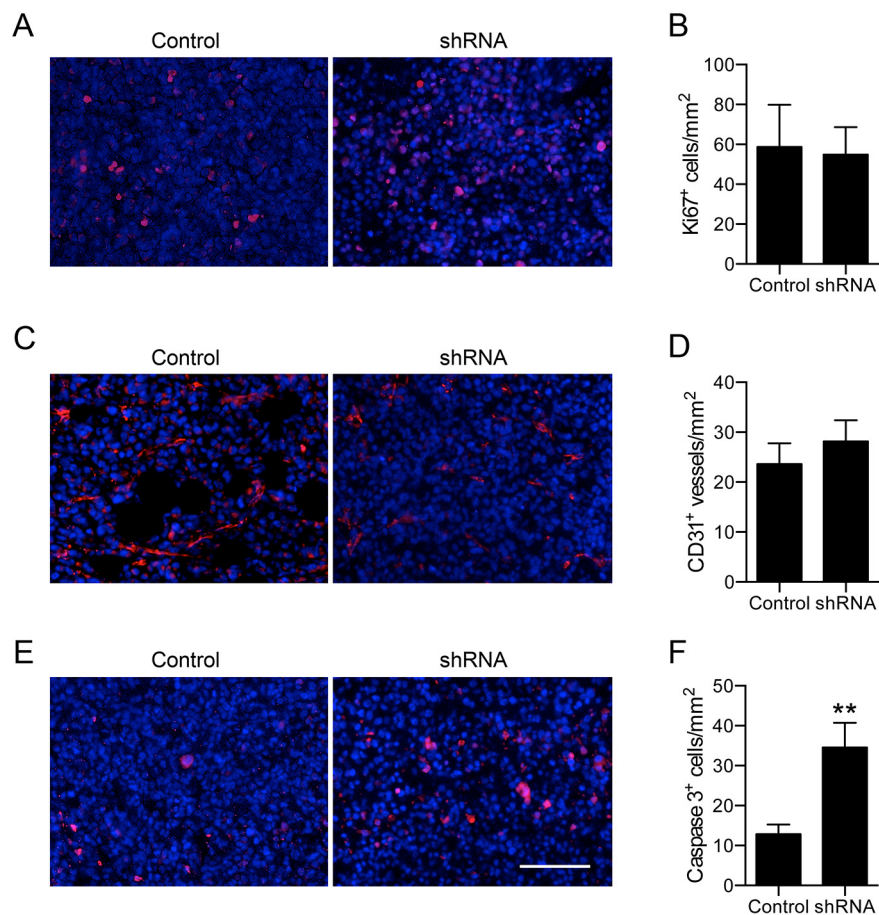 A
Control
shRNA
B
Ki67+ cells/mm2
100
80
60
40
20
0
Control shRNA
C
Control
shRNA
D
CD31+ vessels/mm2
40
30
20
10
0
Control shRNA
E
Control
shRNA
F
Caspase 3+ cells/mm2
50
40
30
20
10
0
**
Control shRNA